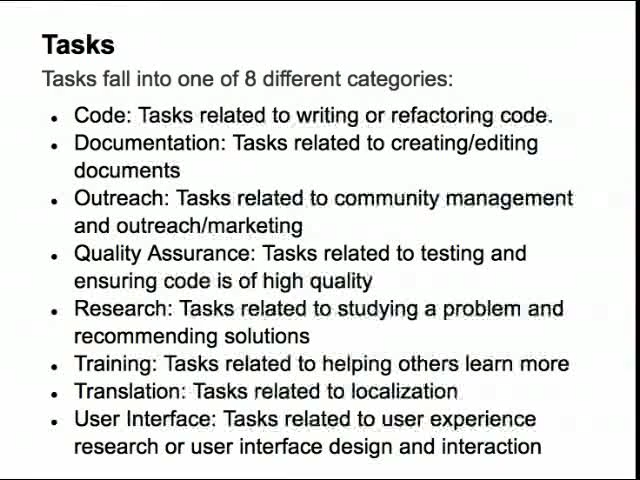 Tasks
Tasks fall into one of 8 different categories:
• Code: Tasks related to writing or refactoring code.
• Documentation: Tasks related to creating/editing
documents
• Outreach: Tasks related to community management
and outreach/marketing
• Quality Assurance: Tasks related to testing and
ensuring code is of high quality
• Research: Tasks related to studying a problem and
recommending solutions
• Training: Tasks related to helping others learn more
• Translation: Tasks related to localization
• User Interface: Tasks related to user experience
research or user interface design and interaction